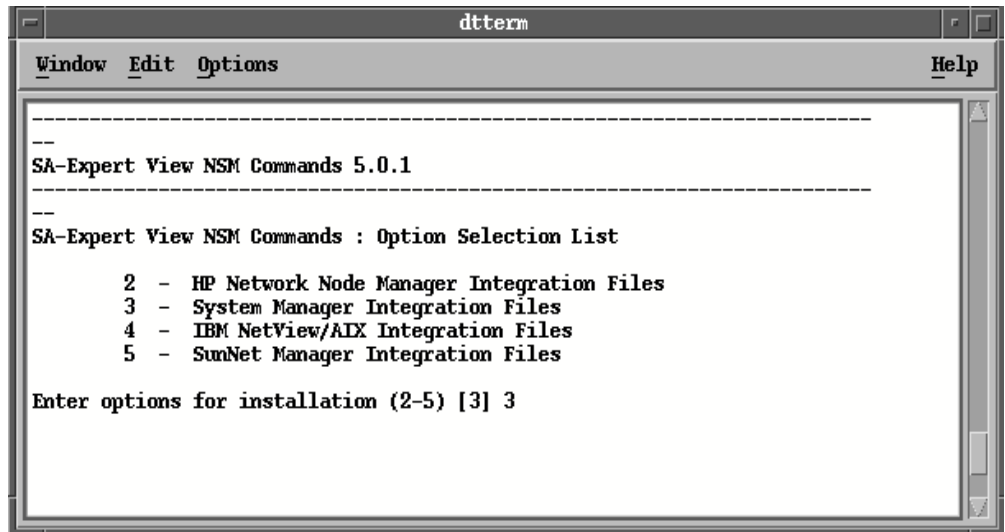 dtterm
Window Edit Options Help
-------------------------------------------------------------------------
--
SA-Expert View NSM Commands 5.0.1
-------------------------------------------------------------------------
--
SA-Expert View NSM Commands : Option Selection List
2 - HP Network Node Manager Integration Files
3 - System Manager Integration Files
4 - IBM NetView/AIX Integration Files
5 - SunNet Manager Integration Files
Enter options for installation (2-5) [3] 3